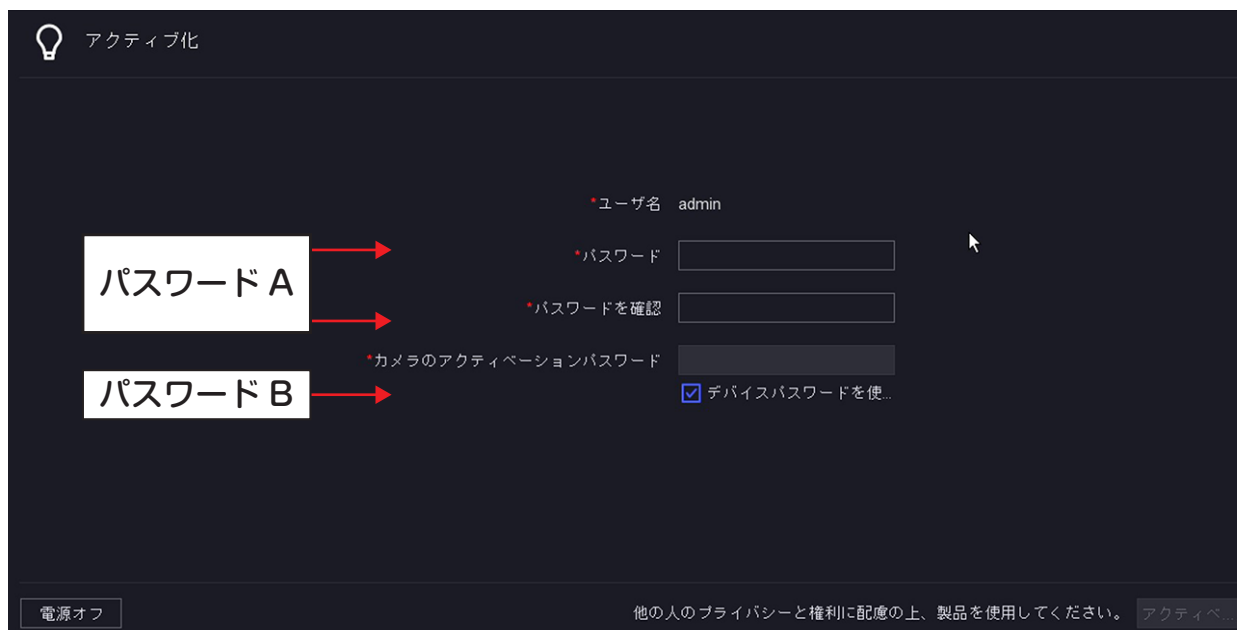 アクティブ化
*ユーザ名 admin
*パスワード
パスワード A
*パスワードを確認
*カメラのアクティベーションパスワード
パスワード B
デバイスパスワードを使...
電源オフ
他の人のプライバシーと権利に配慮の上、製品を使用してください。
アクティベ...